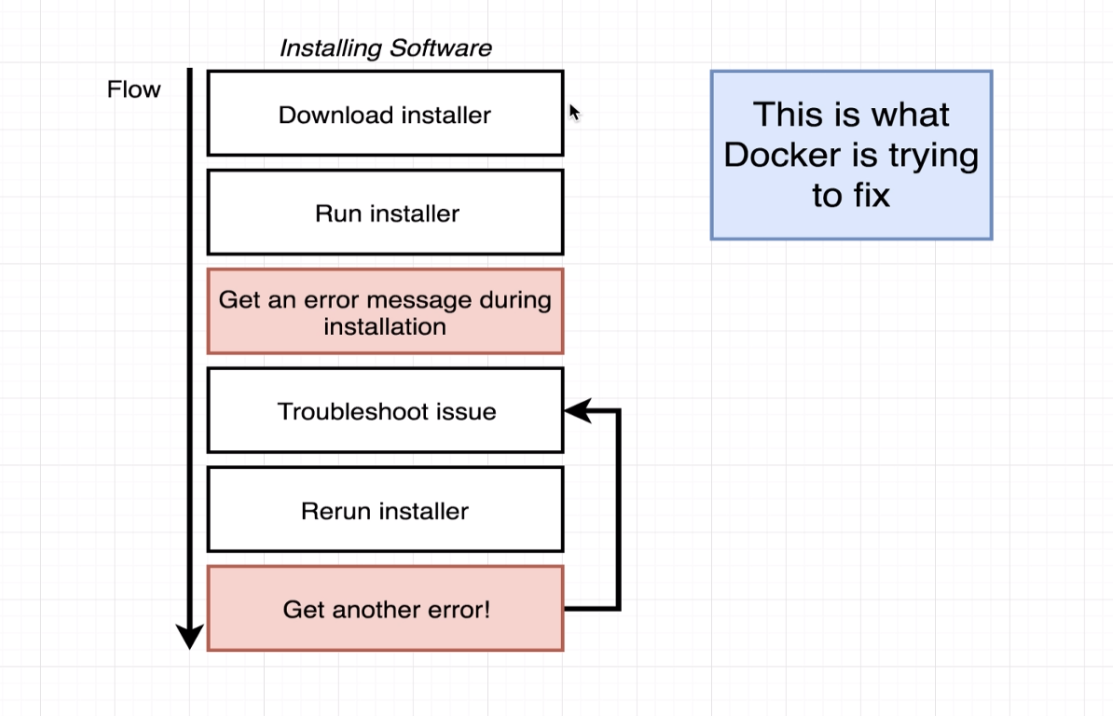 Installing Software
Flow
Download installer
Run installer
Get an error message during
installation
Troubleshoot issue
Rerun installer
Get another error!
This is what
Docker is trying
to fix